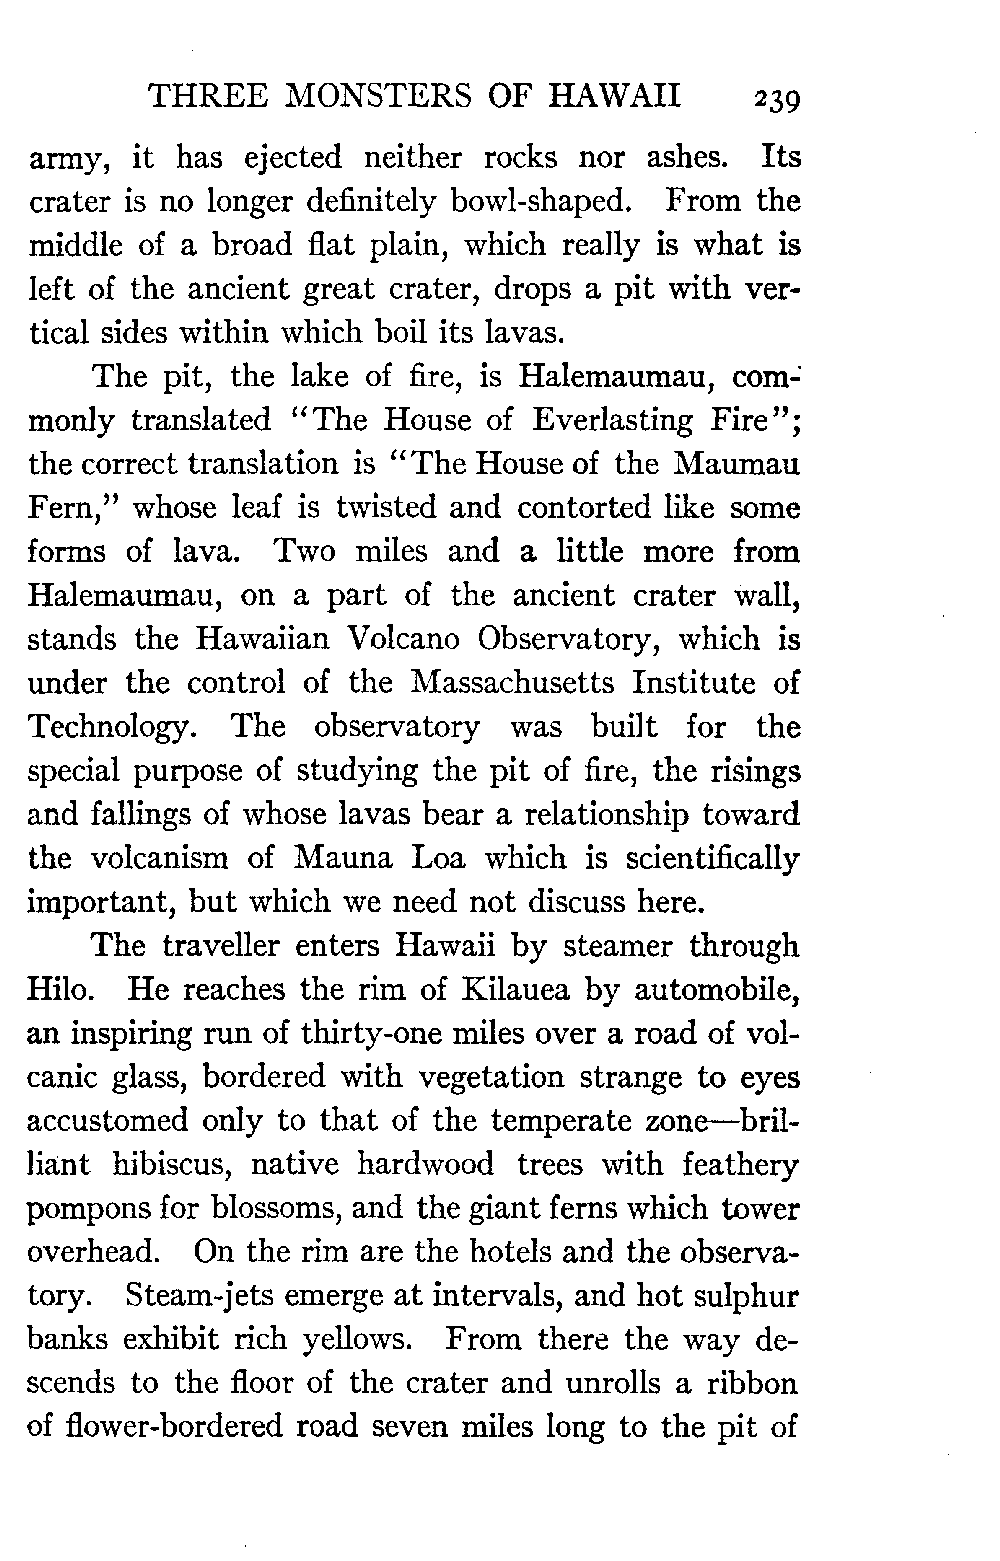 THREE MONSTERS OF HAWAII 239
army, it has ejected neither rocks nor ashes. Its
crater is no longer definitely bowl-shaped. From the
middle of a broad flat plain, which really is what is
left of the ancient great crater, drops a pit with ver-
tical sides within which boil its lavas.
The pit, the lake of fire, is Halemaumau, com-
monly translated "The House of Everlasting Fire";
the correct translation is "The House of the Maumau
Fern," whose leaf is twisted and contorted like some
forms of lava. Two miles and a little more from
Halemaumau, on a part of the ancient crater wall,
stands the Hawaiian Volcano Observatory, which is
under the control of the Massachusetts Institute of
Technology. The observatory was built for the
special purpose of studying the pit of fire, the risings
and fallings of whose lavas bear a relationship toward
the volcanism of Mauna Loa which is scientifically
important, but which we need not discuss here.
The traveller enters Hawaii by steamer through
Hilo. He reaches the rim of Kilauea by automobile,
an inspiring run of thirty-one miles over a road of vol-
canic glass, bordered with vegetation strange to eyes
accustomed only to that of the temperate zone—bril-
liant hibiscus, native hardwood trees with feathery
pompons for blossoms, and the giant ferns which tower
overhead. On the rim are the hotels and the observa-
tory. Steam-jets emerge at intervals, and hot sulphur
banks exhibit rich yellows. From there the way de-
scends to the floor of the crater and unrolls a ribbon
of flower-bordered road seven miles long to the pit of